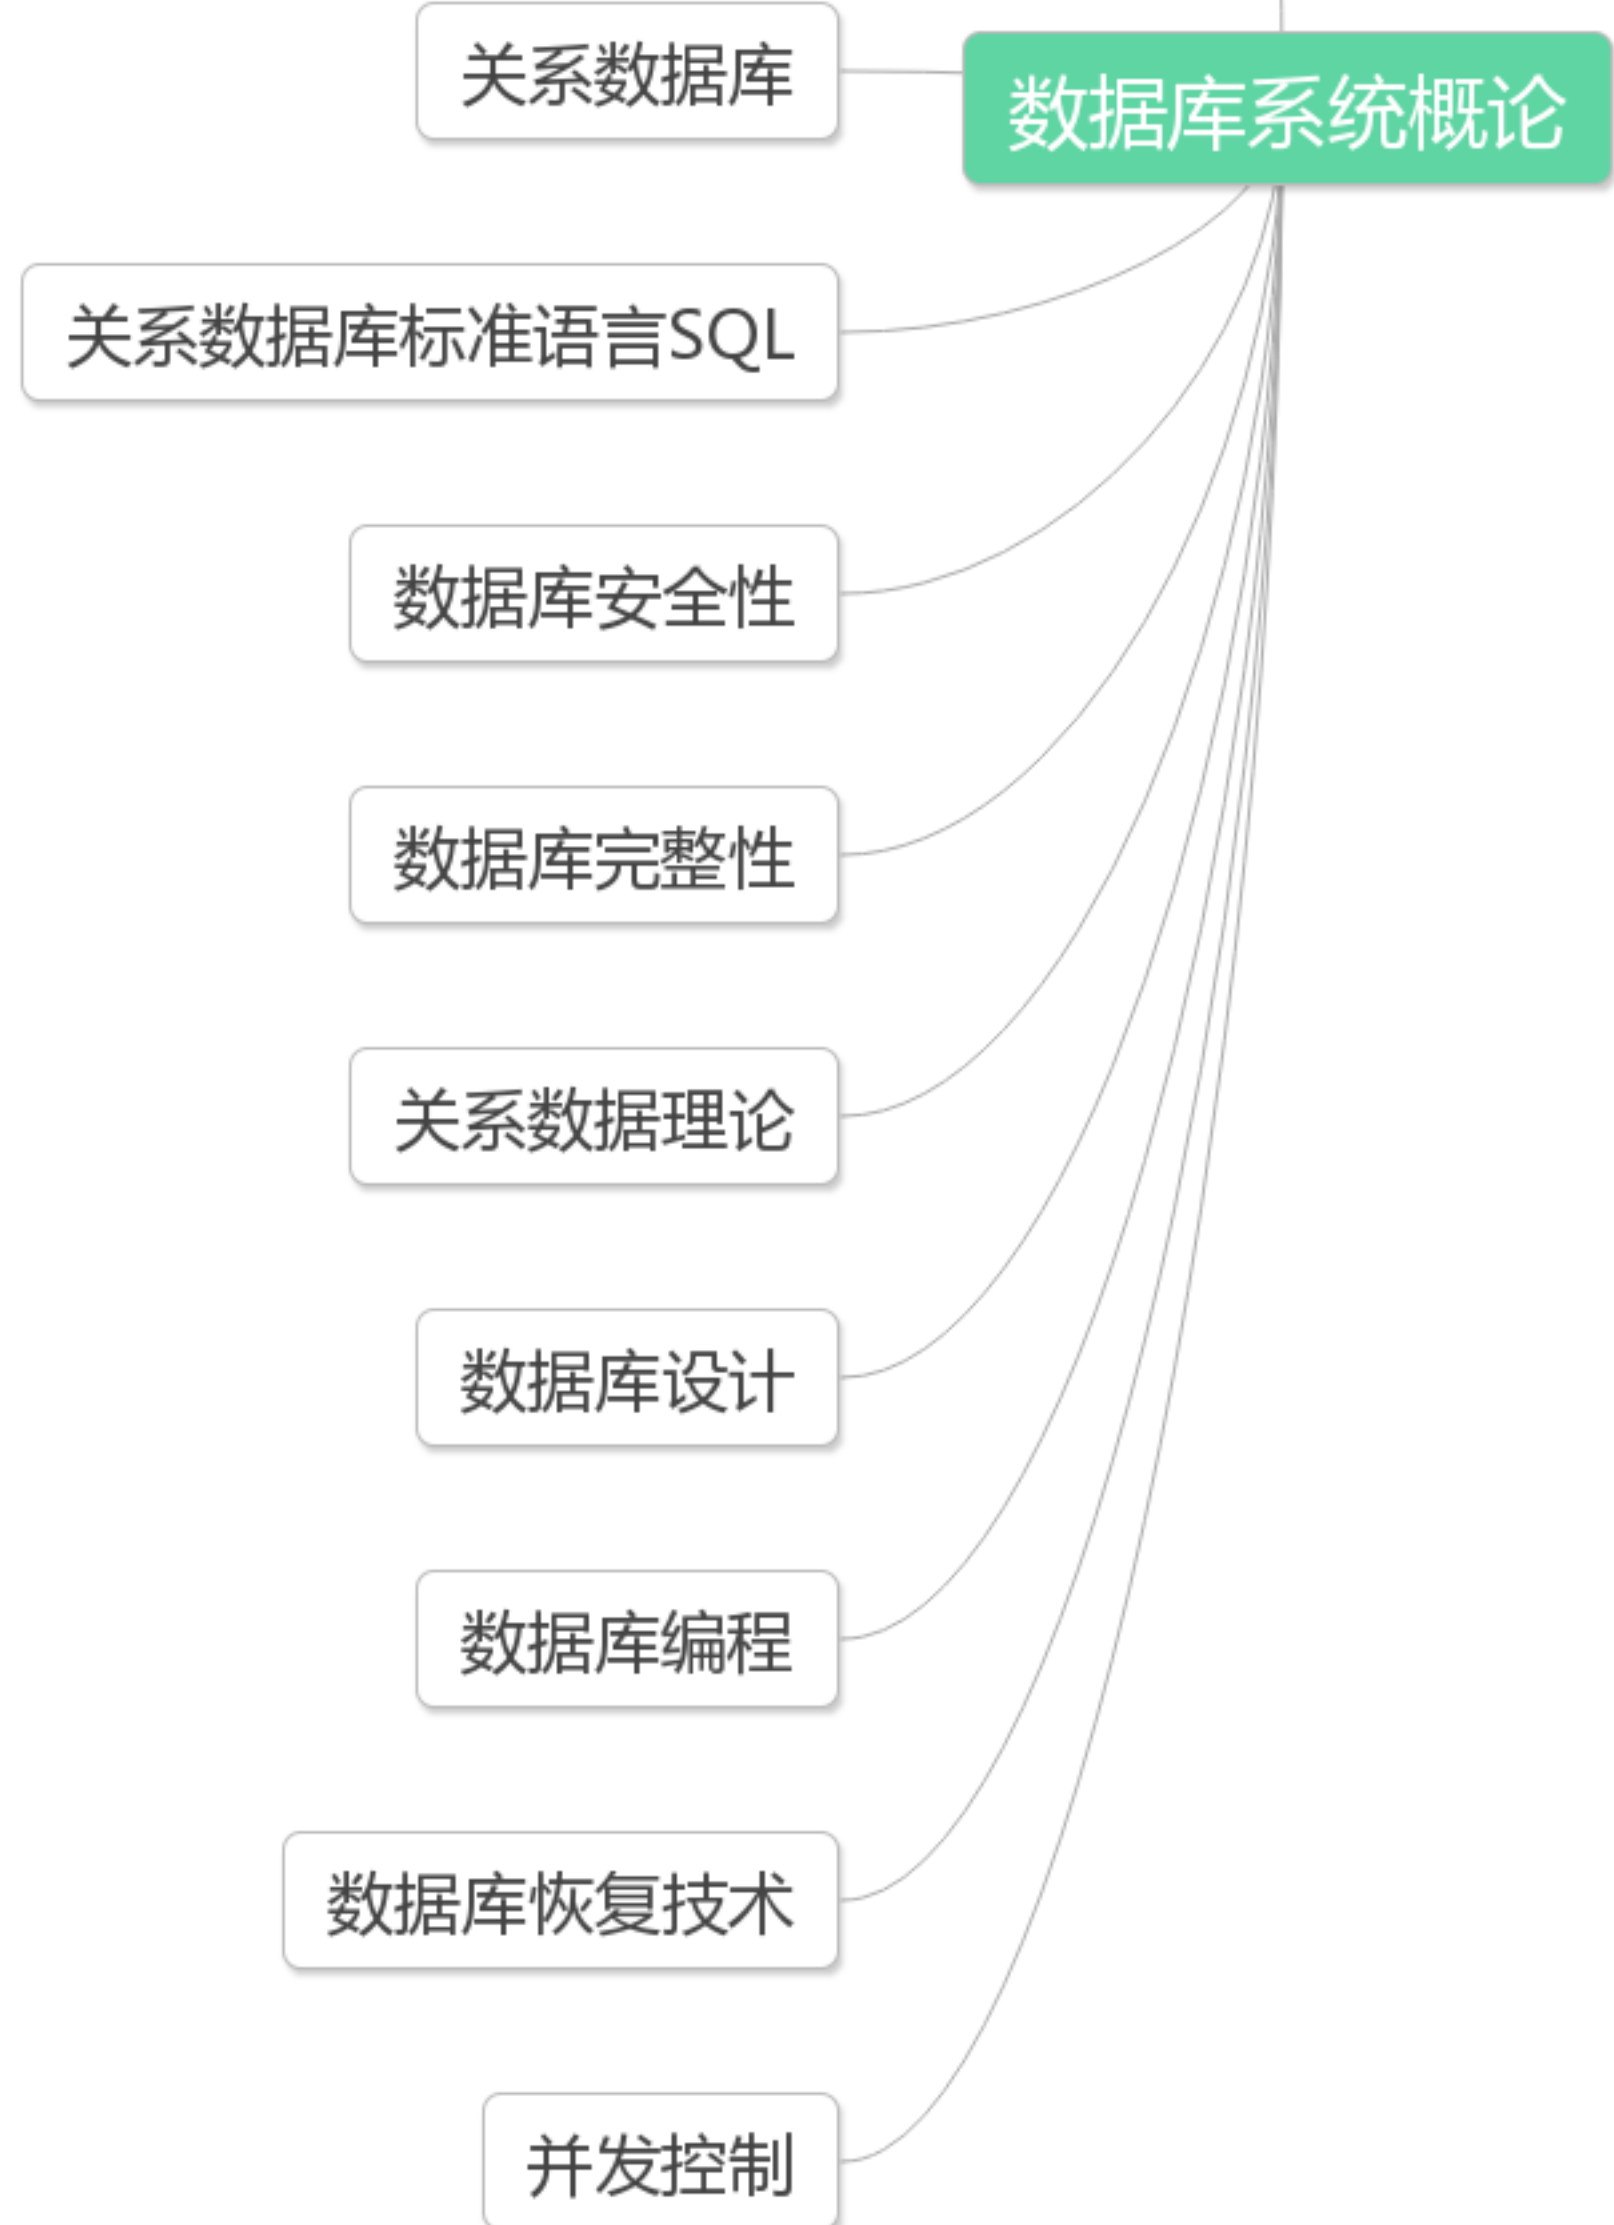 关系数据库
数据库系统概论
关系数据库标准语言SQL
数据库安全性
数据库完整性
关系数据理论
数据库设计
数据库编程
数据库恢复技术
并发控制